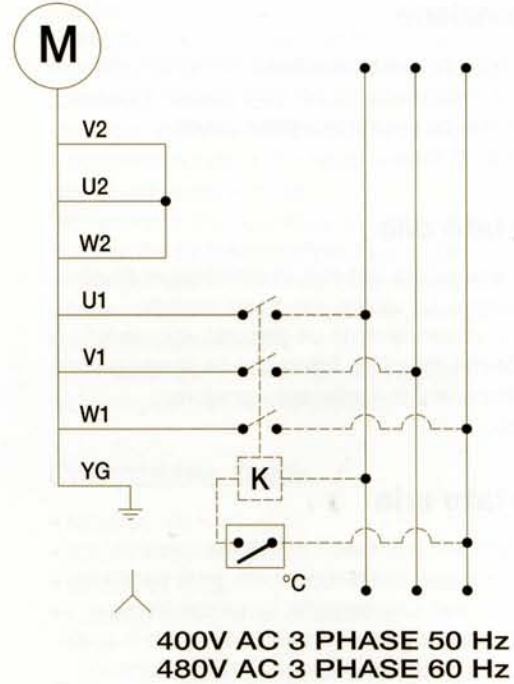 M
V2
U2
W2
U1
V1
W1
YG
K
°C
400V AC 3 PHASE 50 Hz
480V AC 3 PHASE 60 Hz